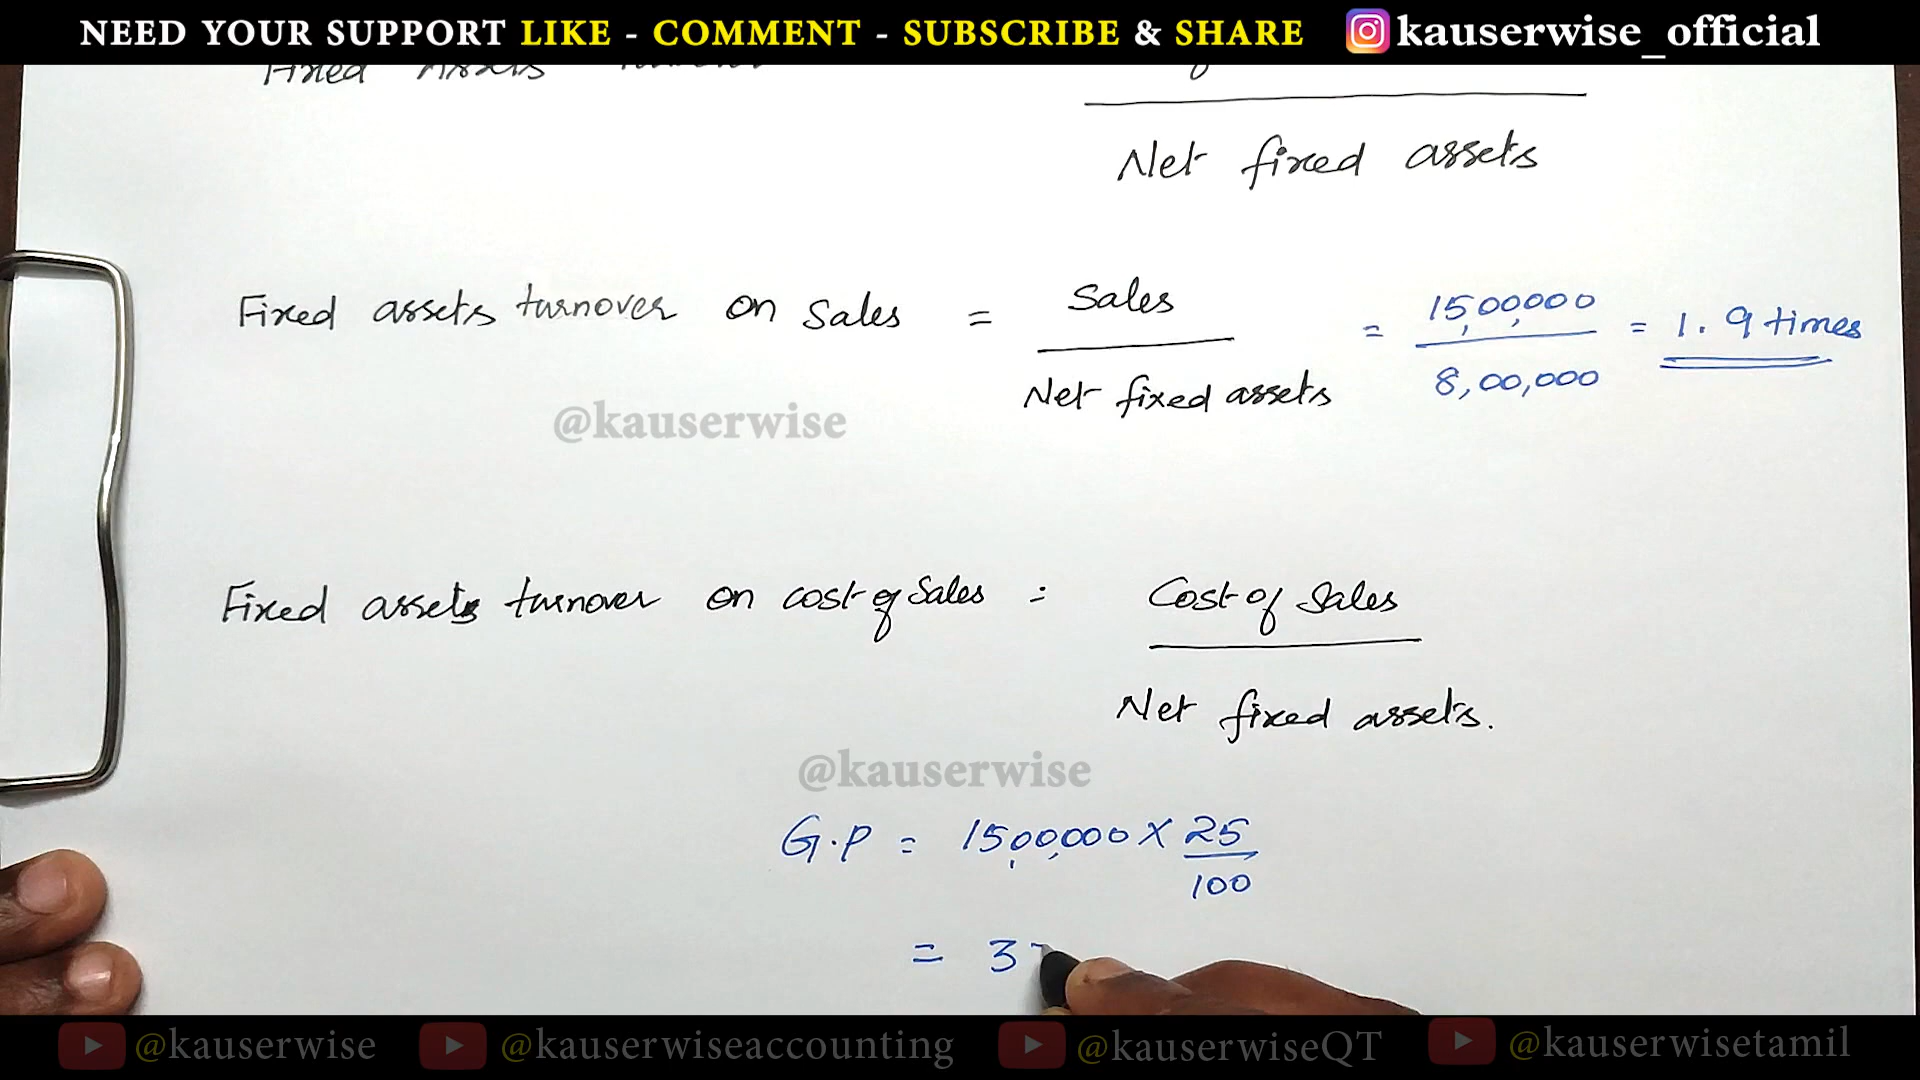 NEED YOUR SUPPORT LIKE - COMMENT - SUBSCRIBE & SHARE kauserwise_official
Fixed Assets
Net fixed assets
Fixed assets turnover on Sales = Sales / Net fixed assets = 15,00,000 / 8,00,000 = 1.9 times
@kauserwise
Fixed assets turnover on cost of Sales = Cost of Sales / Net fixed assets.
@kauserwise
G.P = 15,00,000 × 25 / 100
= 3
@kauserwise @kauserwiseaccounting @kauserwiseQT @kauserwisetamil